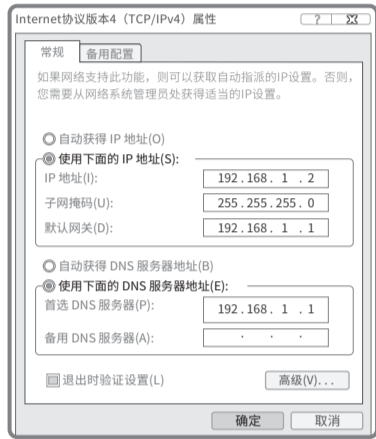 Internet协议版本4（TCP/IPv4）属性
常规 备用配置
如果网络支持此功能，则可以获取自动指派的IP设置。否则，
您需要从网络系统管理员处获得适当的IP设置。
自动获得 IP 地址(O)
使用下面的 IP 地址(S):
IP 地址(I): 192.168. 1 .2
子网掩码(U): 255.255.255.0
默认网关(D): 192.168. 1 .1
自动获得 DNS 服务器地址(B)
使用下面的 DNS 服务器地址(E):
首选 DNS 服务器(P): 192.168. 1 .1
备用 DNS 服务器(A): . . .
退出时验证设置(L) 高级(V)...
确定 取消